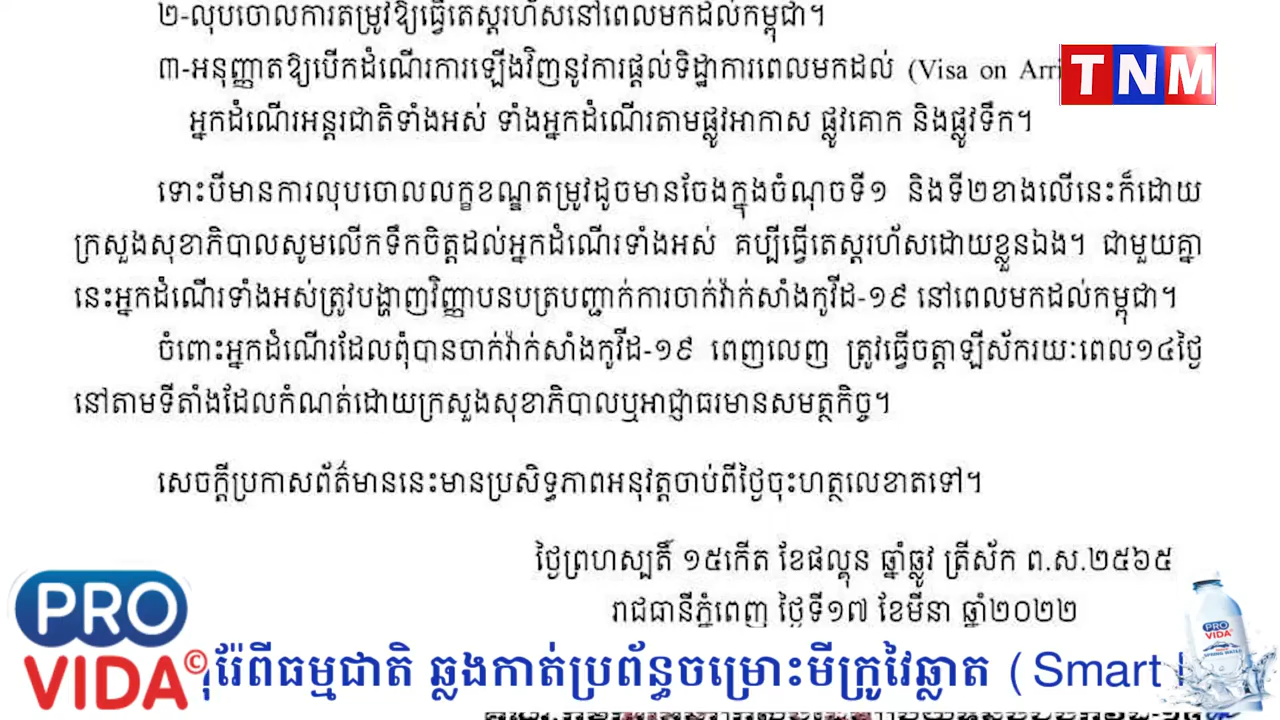 ២-លុបចោលការតម្រូវឱ្យធ្វើតេស្តរហ័សនៅពេលមកដល់កម្ពុជា។
៣-អនុញ្ញាតឱ្យបើកដំណើរការឡើងវិញនូវការផ្តល់ទិដ្ឋាការពេលមកដល់ (Visa on Arri
TNM
អ្នកដំណើរអន្តរជាតិទាំងអស់ ទាំងអ្នកដំណើរតាមផ្លូវអាកាស ផ្លូវគោក និងផ្លូវទឹក។
ទោះបីមានការលុបចោលលក្ខខណ្ឌតម្រូវដូចមានចែងក្នុងចំណុចទី១ និងទី២ខាងលើនេះក៏ដោយ
ក្រសួងសុខាភិបាលសូមលើកទឹកចិត្តដល់អ្នកដំណើរទាំងអស់ គប្បីធ្វើតេស្តរហ័សដោយខ្លួនឯង។ ជាមួយគ្នា
នេះអ្នកដំណើរទាំងអស់ត្រូវបង្ហាញវិញ្ញាបនបត្របញ្ជាក់ការចាក់វ៉ាក់សាំងកូវីដ-១៩ នៅពេលមកដល់កម្ពុជា។
ចំពោះអ្នកដំណើរដែលពុំបានចាក់វ៉ាក់សាំងកូវីដ-១៩ ពេញលេញ ត្រូវធ្វើចត្តាឡីស័ករយៈពេល១៤ថ្ងៃ
នៅតាមទីតាំងដែលកំណត់ដោយក្រសួងសុខាភិបាលឬអាជ្ញាធរមានសមត្ថកិច្ច។
សេចក្តីប្រកាសព័ត៌មាននេះមានប្រសិទ្ធភាពអនុវត្តចាប់ពីថ្ងៃចុះហត្ថលេខាតទៅ។
ថ្ងៃព្រហស្បតិ៍ ១៥កើត ខែផល្គុន ឆ្នាំឆ្លូវ ត្រីស័ក ព.ស.២៥៦៥
រាជធានីភ្នំពេញ ថ្ងៃទី១៧ ខែមីនា ឆ្នាំ២០២២
PRO
VIDA©
រ៉ែពីធម្មជាតិ ឆ្លងកាត់ប្រព័ន្ធចម្រោះមីក្រូវៃឆ្លាត (Smart
PRO
VIDA